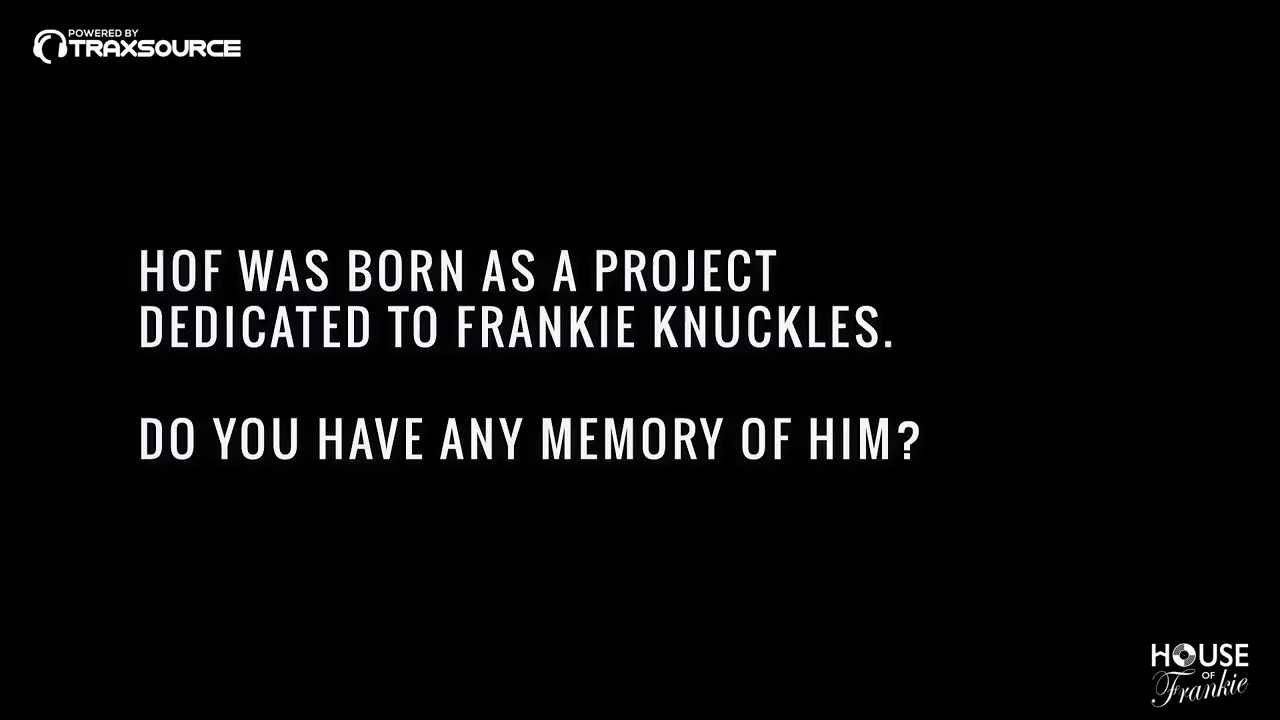 POWERED BY
TRAXSOURCE
HOF WAS BORN AS A PROJECT
DEDICATED TO FRANKIE KNUCKLES.
DO YOU HAVE ANY MEMORY OF HIM?
HOUSE
OF
Frankie